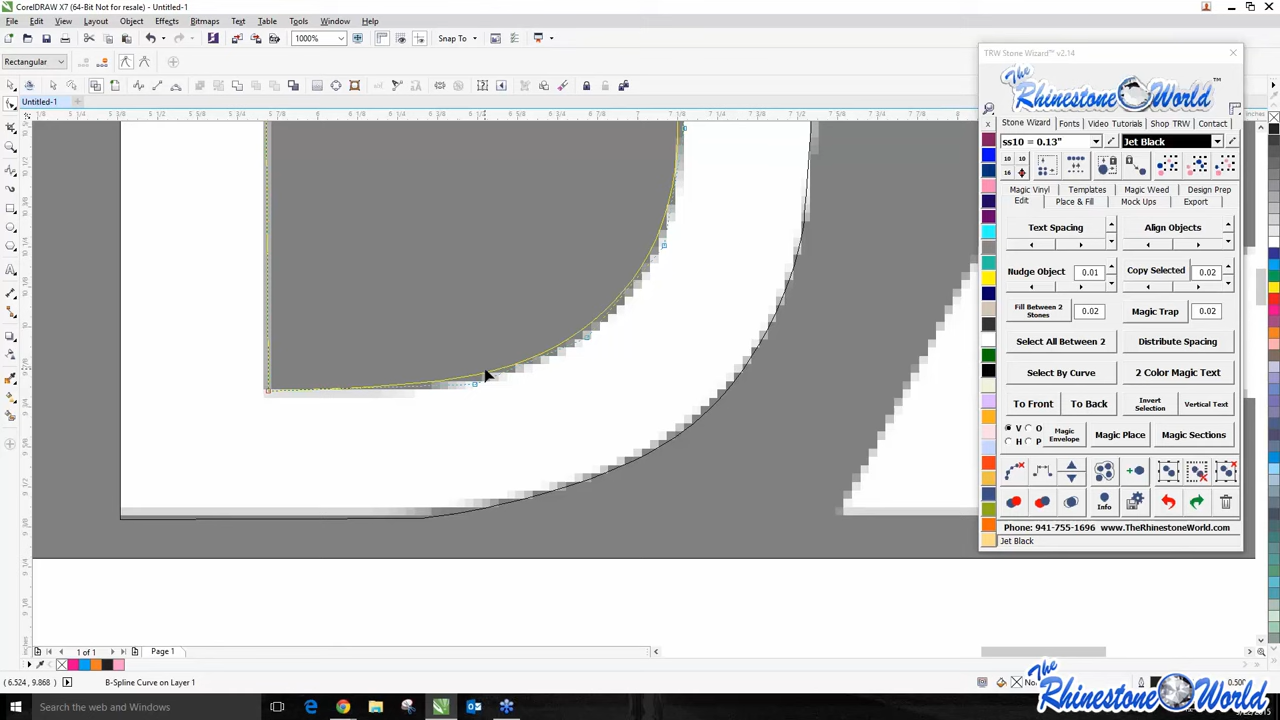 CorelDRAW X7 (64-Bit Not for resale) - Untitled-1
File Edit View Layout Object Effects Bitmaps Text Table Tools Window Help
1000% Snap To
Rectangular
Untitled-1
TRW Stone Wizard™ v2.14
The Rhinestone World™
Stone Wizard Fonts Video Tutorials Shop TRW Contact
ss10 = 0.13" Jet Black
10 10
16
Magic Vinyl Templates Magic Weed Design Prep
Edit Place & Fill Mock Ups Export
Text Spacing Align Objects
Nudge Object 0.01 Copy Selected 0.02
Fill Between 2 Stones 0.02 Magic Trap 0.02
Select All Between 2 Distribute Spacing
Select By Curve 2 Color Magic Text
To Front To Back Invert Selection Vertical Text
V O
H P
Magic Envelope Magic Place Magic Sections
Info
Phone: 941-755-1696 www.TheRhinestoneWorld.com
Jet Black
1 of 1 Page 1
(6.524, 9.868) B-Spline Curve on Layer 1
The Rhinestone World
Search the web and Windows